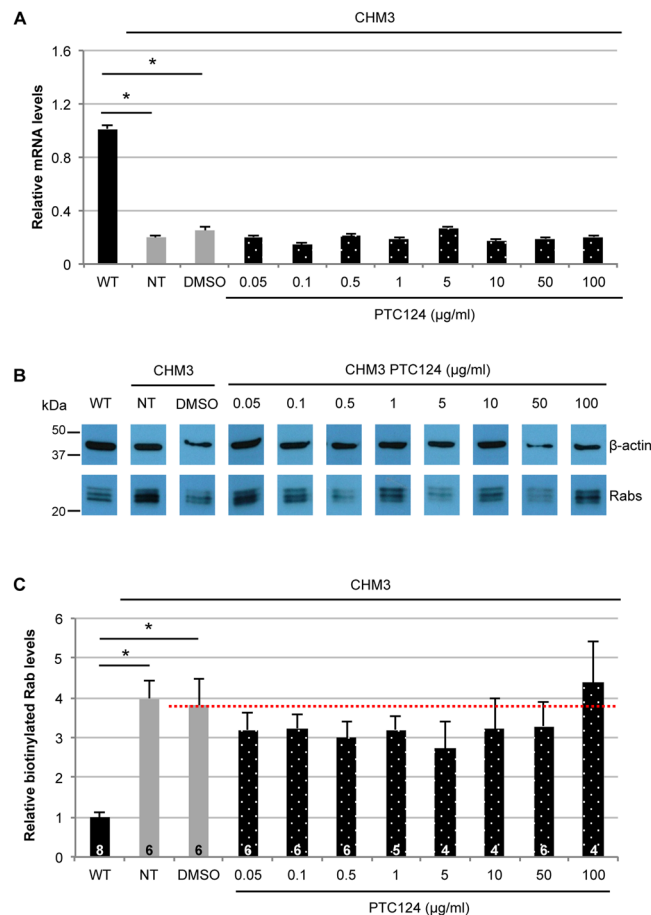 A
CHM3
Relative mRNA levels
1.6
1.2
0.8
0.4
0
*
*
WT NT DMSO 0.05 0.1 0.5 1 5 10 50 100
PTC124 (µg/ml)
B
CHM3 CHM3 PTC124 (µg/ml)
kDa WT NT DMSO 0.05 0.1 0.5 1 5 10 50 100
50
37
β-actin
20
Rabs
C
CHM3
Relative biotinylated Rab levels
6
5
4
3
2
1
0
*
*
8 6 6 6 6 6 5 4 4 6 4
WT NT DMSO 0.05 0.1 0.5 1 5 10 50 100
PTC124 (µg/ml)